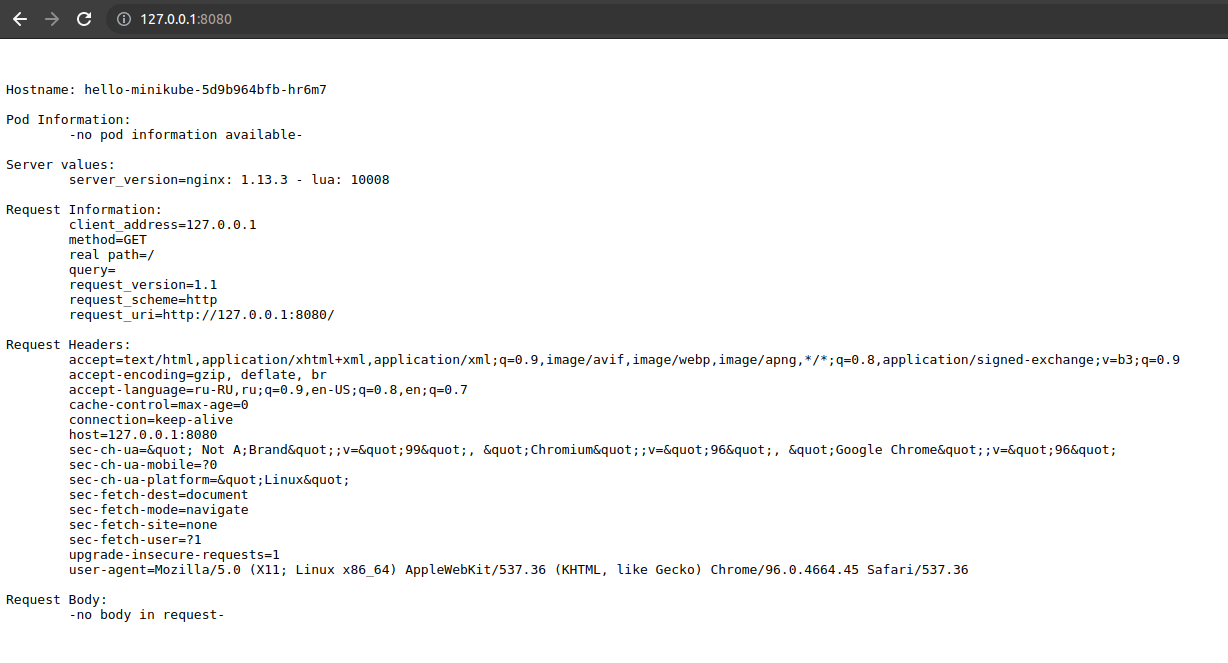 127.0.0.1:8080
Hostname: hello-minikube-5d9b964bfb-hr6m7
Pod Information:
-no pod information available-
Server values:
server_version=nginx: 1.13.3 - lua: 10008
Request Information:
client_address=127.0.0.1
method=GET
real path=/
query=
request_version=1.1
request_scheme=http
request_uri=http://127.0.0.1:8080/
Request Headers:
accept=text/html,application/xhtml+xml,application/xml;q=0.9,image/avif,image/webp,image/apng,*/*;q=0.8,application/signed-exchange;v=b3;q=0.9
accept-encoding=gzip, deflate, br
accept-language=ru-RU,ru;q=0.9,en-US;q=0.8,en;q=0.7
cache-control=max-age=0
connection=keep-alive
host=127.0.0.1:8080
sec-ch-ua=&quot; Not A;Brand&quot;;v=&quot;99&quot;, &quot;Chromium&quot;;v=&quot;96&quot;, &quot;Google Chrome&quot;;v=&quot;96&quot;
sec-ch-ua-mobile=?0
sec-ch-ua-platform=&quot;Linux&quot;
sec-fetch-dest=document
sec-fetch-mode=navigate
sec-fetch-site=none
sec-fetch-user=?1
upgrade-insecure-requests=1
user-agent=Mozilla/5.0 (X11; Linux x86_64) AppleWebKit/537.36 (KHTML, like Gecko) Chrome/96.0.4664.45 Safari/537.36
Request Body:
-no body in request-